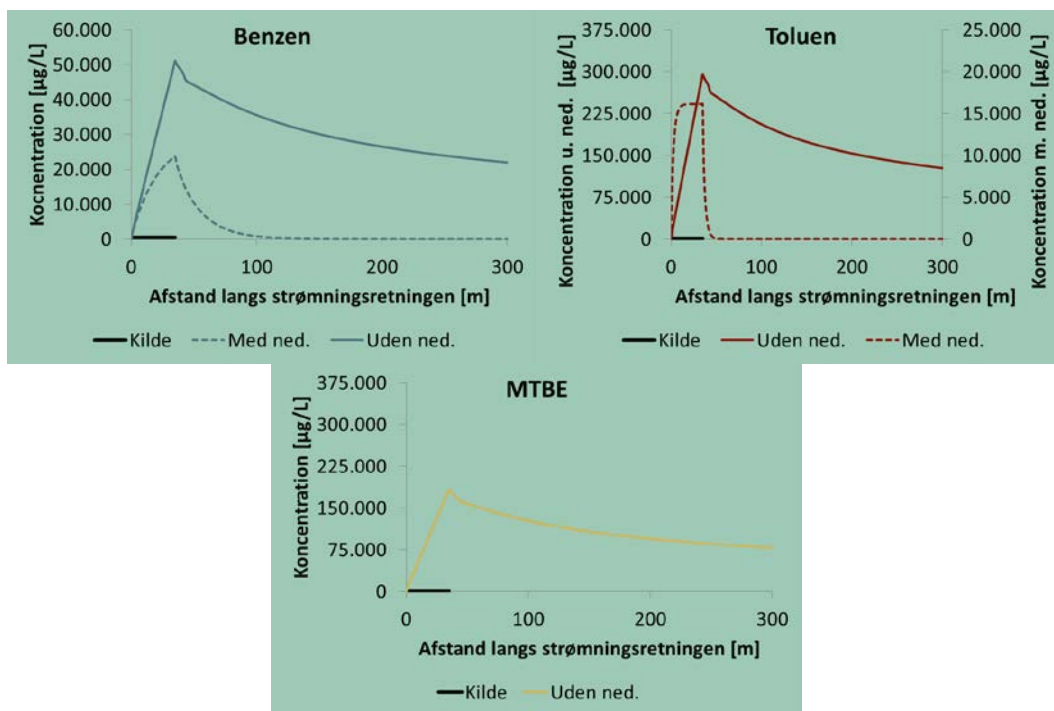 Benzen
Kocnentration [µg/L]
60.000
50.000
40.000
30.000
20.000
10.000
0
0 100 200 300
Afstand langs strømningsretningen [m]
Kilde Med ned. Uden ned.
Toluen
Koncentration u. ned. [µg/L]
375.000
300.000
225.000
150.000
75.000
0
25.000
20.000
15.000
10.000
5.000
0
Koncentration m. ned. [µg/L]
0 100 200 300
Afstand langs strømningsretningen [m]
Kilde Uden ned. Med ned.
MTBE
Koncentration [µg/L]
375.000
300.000
225.000
150.000
75.000
0
0 100 200 300
Afstand langs strømningsretningen [m]
Kilde Uden ned.